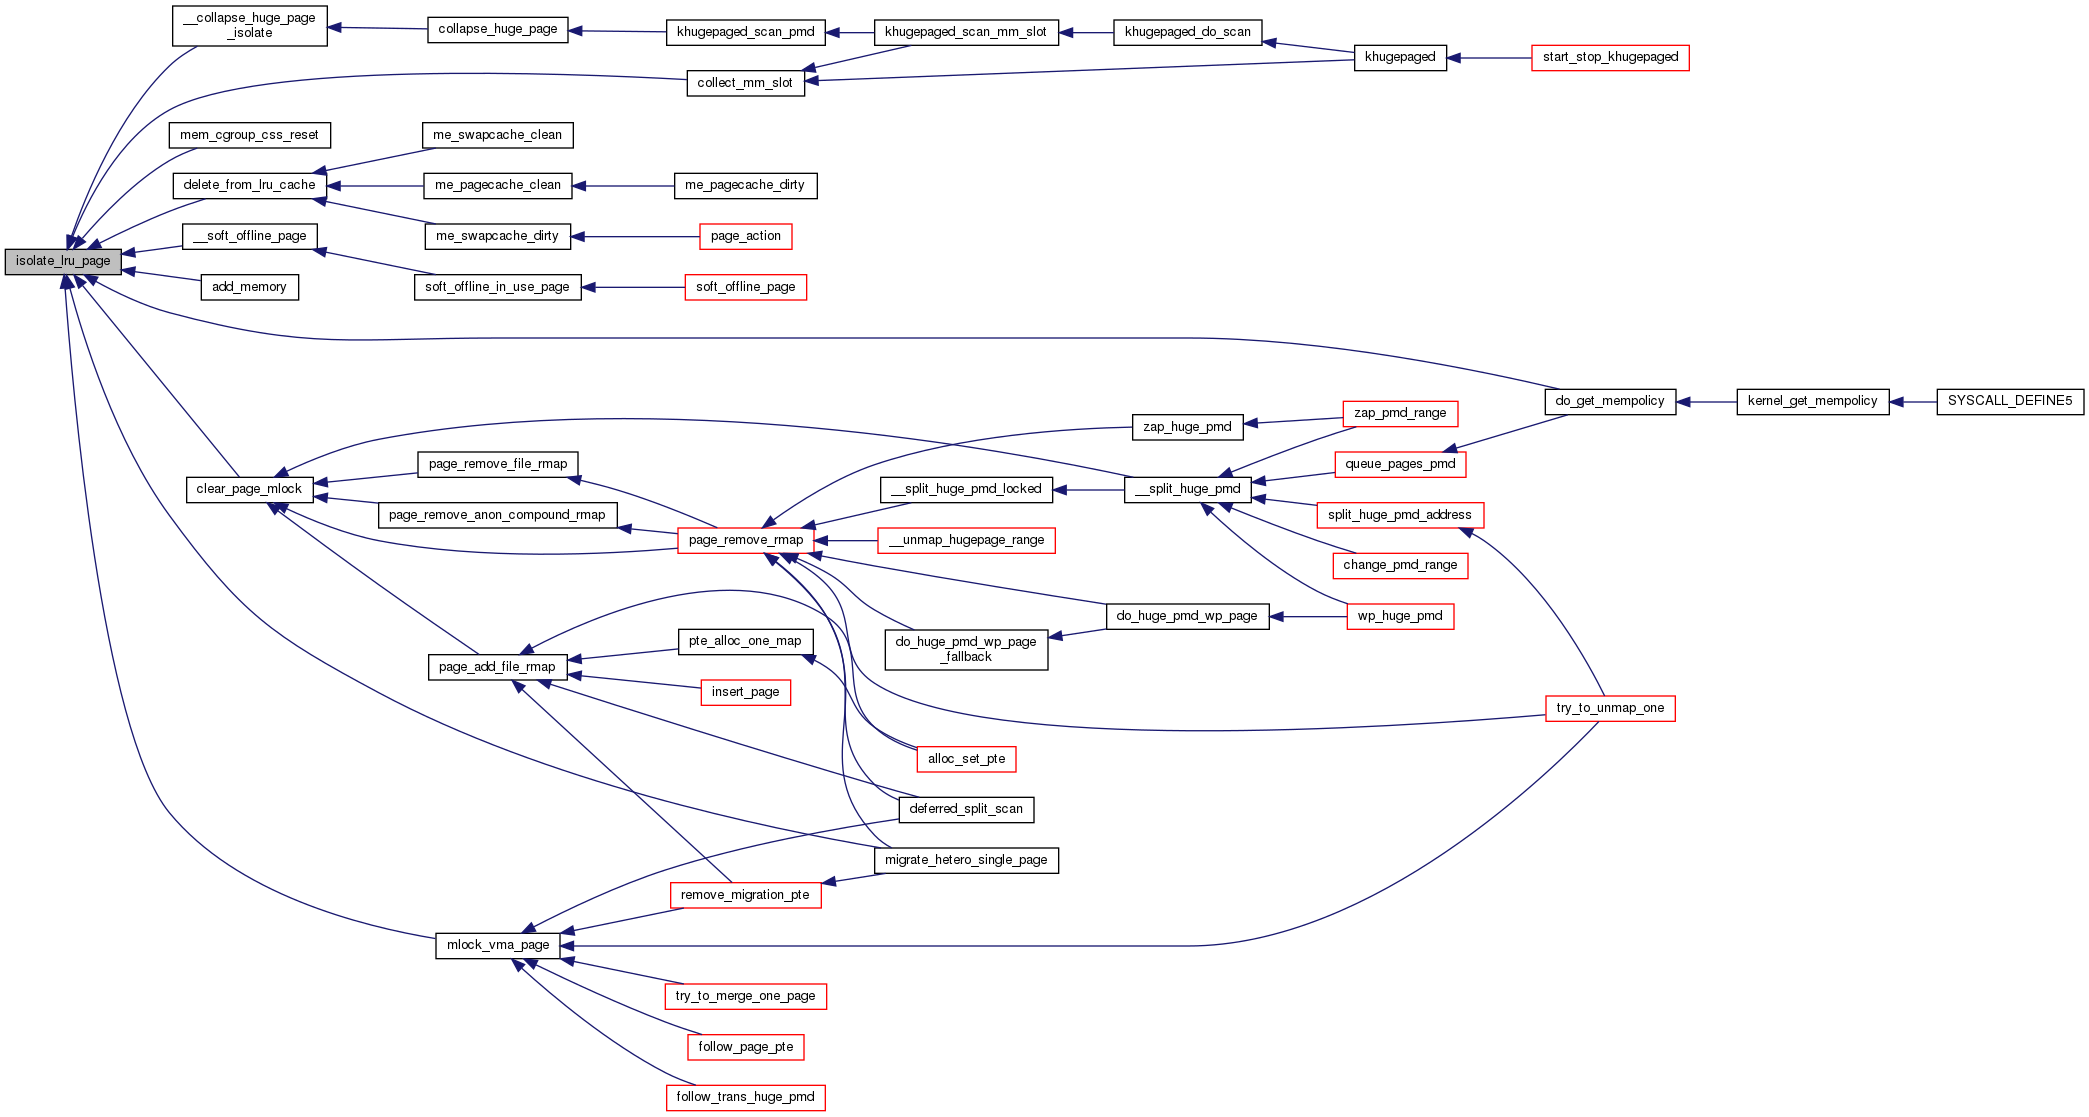 __collapse_huge_page
_isolate
collapse_huge_page
khugepaged_scan_pmd
khugepaged_scan_mm_slot
khugepaged_do_scan
khugepaged
start_stop_khugepaged
collect_mm_slot
mem_cgroup_css_reset
me_swapcache_clean
delete_from_lru_cache
me_pagecache_clean
me_pagecache_dirty
__soft_offline_page
me_swapcache_dirty
page_action
isolate_lru_page
add_memory
soft_offline_in_use_page
soft_offline_page
do_get_mempolicy
kernel_get_mempolicy
SYSCALL_DEFINE5
zap_pmd_range
zap_huge_pmd
page_remove_file_rmap
queue_pages_pmd
clear_page_mlock
__split_huge_pmd_locked
__split_huge_pmd
page_remove_anon_compound_rmap
split_huge_pmd_address
page_remove_rmap
__unmap_hugepage_range
change_pmd_range
do_huge_pmd_wp_page
wp_huge_pmd
pte_alloc_one_map
do_huge_pmd_wp_page
_fallback
page_add_file_rmap
insert_page
try_to_unmap_one
alloc_set_pte
deferred_split_scan
migrate_hetero_single_page
remove_migration_pte
mlock_vma_page
try_to_merge_one_page
follow_page_pte
follow_trans_huge_pmd